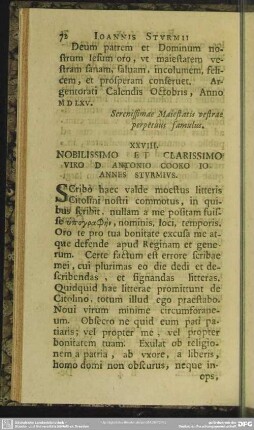 72 IOANNIS STVRMII
Deum patrem et Dominum no-
strum Iesum oro, vt maiestatem ve-
stram sanam, saluam, incolumem, feli-
cem, et prosperam conseruet. Ar-
gentorati Calendis Octobris, Anno
MDLXV.
Serenissimae Maiestatis vestrae
perpetuus famulus.
XXVIII.
NOBILISSIMO ET CLARISSIMO
VIRO D. ANTONIO COOKO IO-
ANNES STVRMIVS.
SCribo haec valde moestus litteris
Citolini nostri commotus, in qui-
bus scribit, nullam a me positam fuis-
se ὑπογραφὴν, nominis, loci, temporis.
Oro te pro tua bonitate excusa me at-
que defende apud Reginam et gene-
rum. Certe factum est errore scribae
mei, cui plurimas eo die dedi et de-
scribendas, et signandas litteras.
Quidquid hae litterae promittunt de
Citolino, totum illud ego praestabo.
Noui virum minime circumforane-
um. Obsecro ne quid eum pati pa-
tiaris; vel propter me, vel propter
bonitatem tuam. Exulat ob religio-
nem a patria, ab vxore, a liberis,
homo domi non obscurus, neque in-
ops,